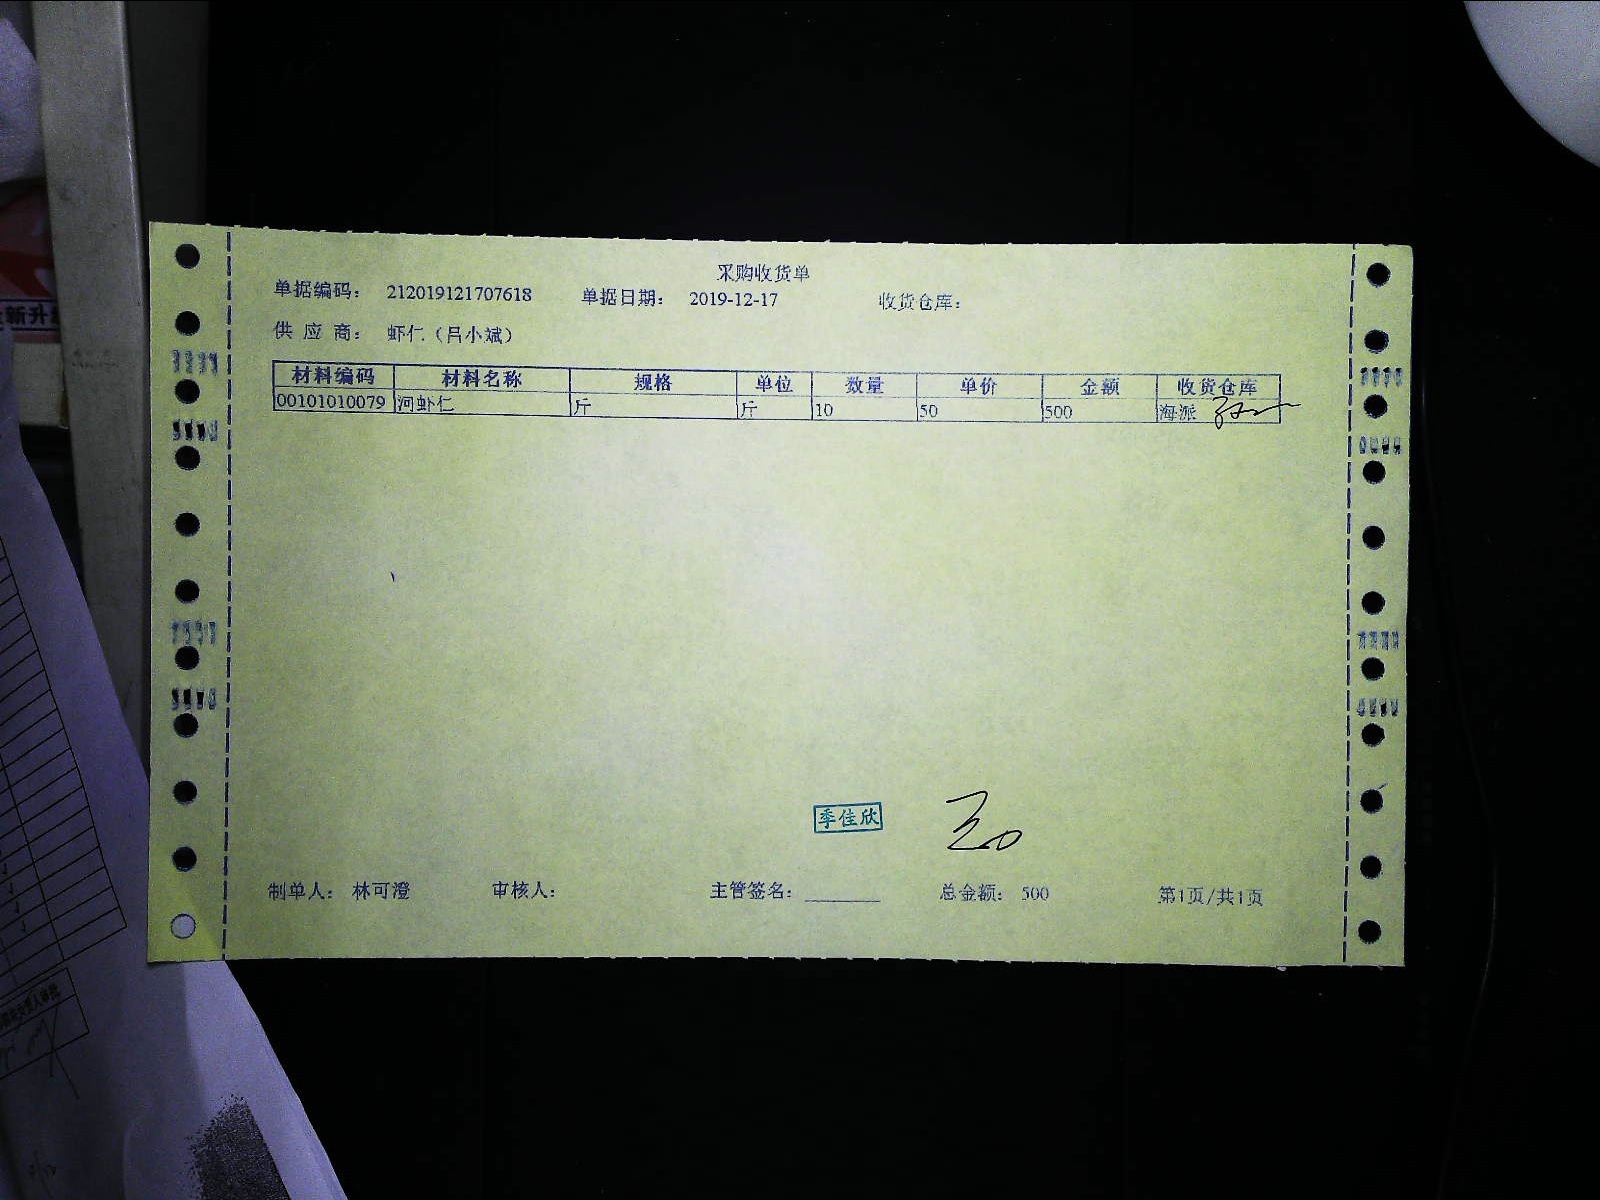 采购收货单
单据编码： 212019121707618 单据日期： 2019-12-17 收货仓库：
供 应 商： 虾仁（吕小斌）
材料编码 材料名称 规格 单位 数量 单价 金额 收货仓库
00101010079 河虾仁 斤 斤 10 50 500 海派
季佳欣
制单人： 林可澄 审核人： 主管签名： 总金额： 500 第1页/共1页
新升